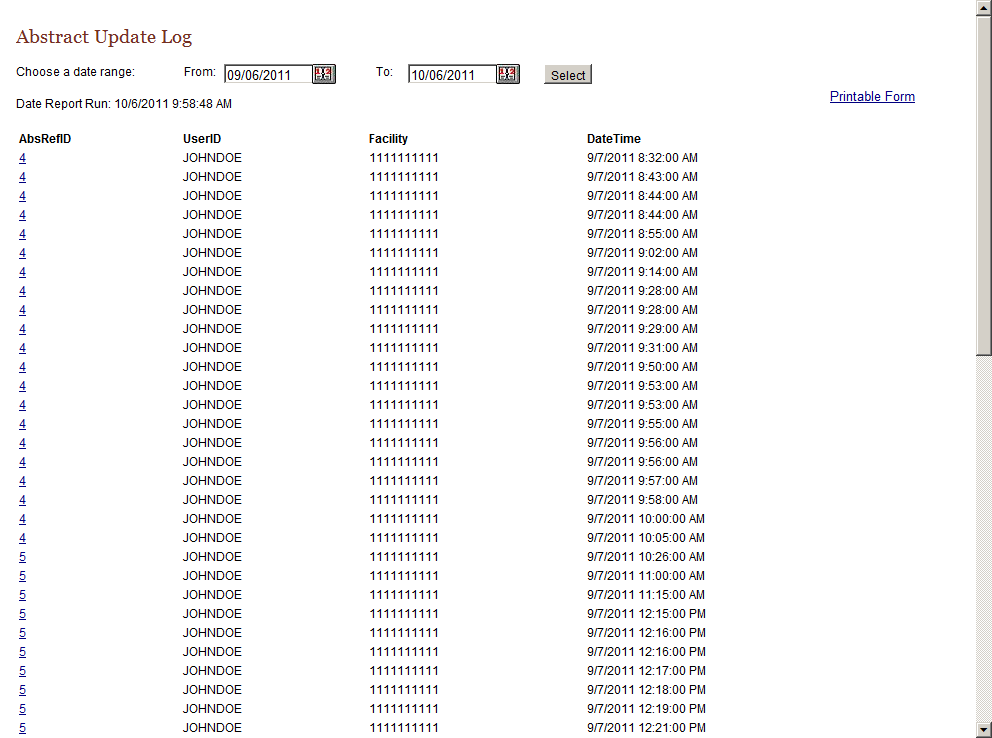 Abstract Update Log
Choose a date range: From: 09/06/2011 To: 10/06/2011 Select
Date Report Run: 10/6/2011 9:58:48 AM
Printable Form
AbsRefID UserID Facility DateTime
4 JOHNDOE 1111111111 9/7/2011 8:32:00 AM
4 JOHNDOE 1111111111 9/7/2011 8:43:00 AM
4 JOHNDOE 1111111111 9/7/2011 8:44:00 AM
4 JOHNDOE 1111111111 9/7/2011 8:44:00 AM
4 JOHNDOE 1111111111 9/7/2011 8:55:00 AM
4 JOHNDOE 1111111111 9/7/2011 9:02:00 AM
4 JOHNDOE 1111111111 9/7/2011 9:14:00 AM
4 JOHNDOE 1111111111 9/7/2011 9:28:00 AM
4 JOHNDOE 1111111111 9/7/2011 9:28:00 AM
4 JOHNDOE 1111111111 9/7/2011 9:29:00 AM
4 JOHNDOE 1111111111 9/7/2011 9:31:00 AM
4 JOHNDOE 1111111111 9/7/2011 9:50:00 AM
4 JOHNDOE 1111111111 9/7/2011 9:53:00 AM
4 JOHNDOE 1111111111 9/7/2011 9:53:00 AM
4 JOHNDOE 1111111111 9/7/2011 9:55:00 AM
4 JOHNDOE 1111111111 9/7/2011 9:56:00 AM
4 JOHNDOE 1111111111 9/7/2011 9:56:00 AM
4 JOHNDOE 1111111111 9/7/2011 9:57:00 AM
4 JOHNDOE 1111111111 9/7/2011 9:58:00 AM
4 JOHNDOE 1111111111 9/7/2011 10:00:00 AM
4 JOHNDOE 1111111111 9/7/2011 10:05:00 AM
5 JOHNDOE 1111111111 9/7/2011 10:26:00 AM
5 JOHNDOE 1111111111 9/7/2011 11:00:00 AM
5 JOHNDOE 1111111111 9/7/2011 11:15:00 AM
5 JOHNDOE 1111111111 9/7/2011 12:15:00 PM
5 JOHNDOE 1111111111 9/7/2011 12:16:00 PM
5 JOHNDOE 1111111111 9/7/2011 12:16:00 PM
5 JOHNDOE 1111111111 9/7/2011 12:17:00 PM
5 JOHNDOE 1111111111 9/7/2011 12:18:00 PM
5 JOHNDOE 1111111111 9/7/2011 12:19:00 PM
5 JOHNDOE 1111111111 9/7/2011 12:21:00 PM